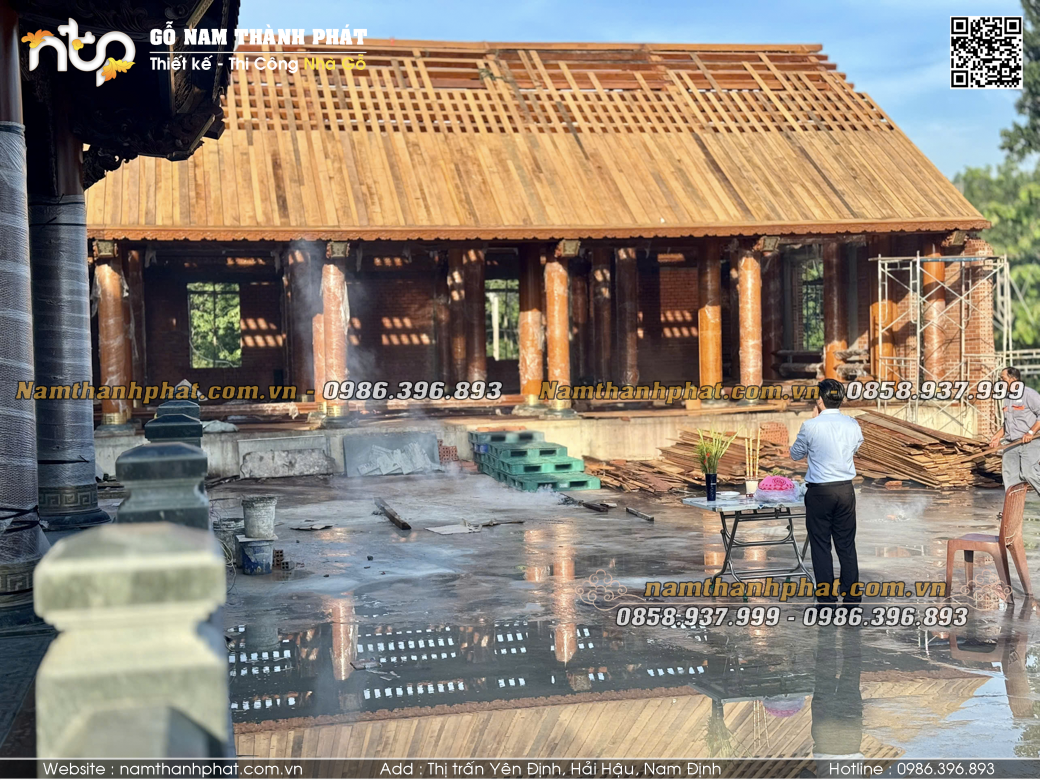 ntp
GỖ NAM THÀNH PHÁT
Thiết kế - Thi Công Nhà Gỗ
Namthanhphat.com.vn - 0986.396.893
Namthanhphat.com.vn - 0858.937.999
namthanhphat.com.vn
0858.937.999 - 0986.396.893
Website : namthanhphat.com.vn Add : Thị trấn Yên Định, Hải Hậu, Nam Định Hotline : 0986.396.893